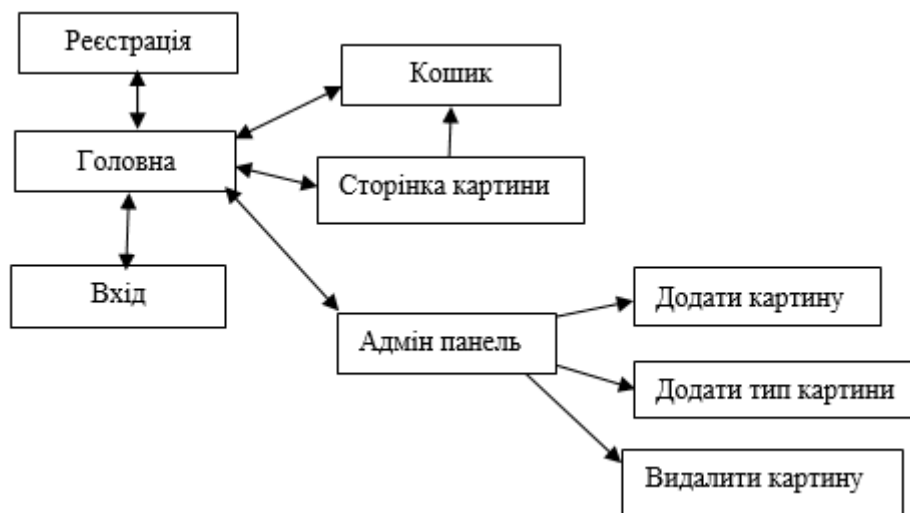 Реєстрація
Кошик
Головна
Сторінка картини
Вхід
Додати картину
Адмін панель
Додати тип картини
Видалити картину